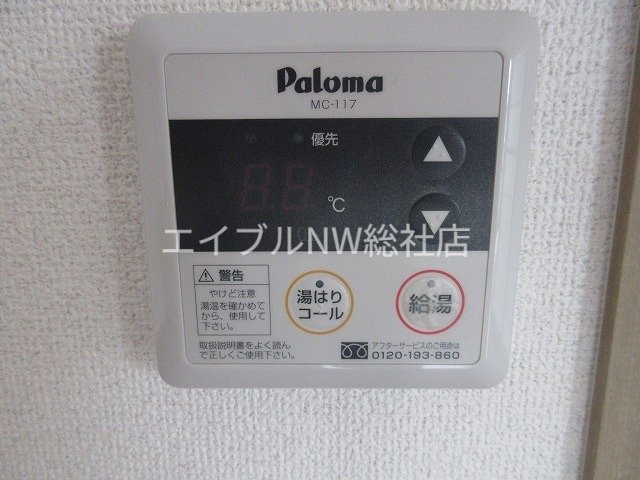 Paloma
MC-117
優先
℃
エイブルNW総社店
警告
やけど注意
湯温を確かめて
から、使用して
下さい。
湯はり
コール
給湯
取扱説明書をよく読ん
で正しくご使用下さい。
アフターサービスのご用命は
0120-193-860